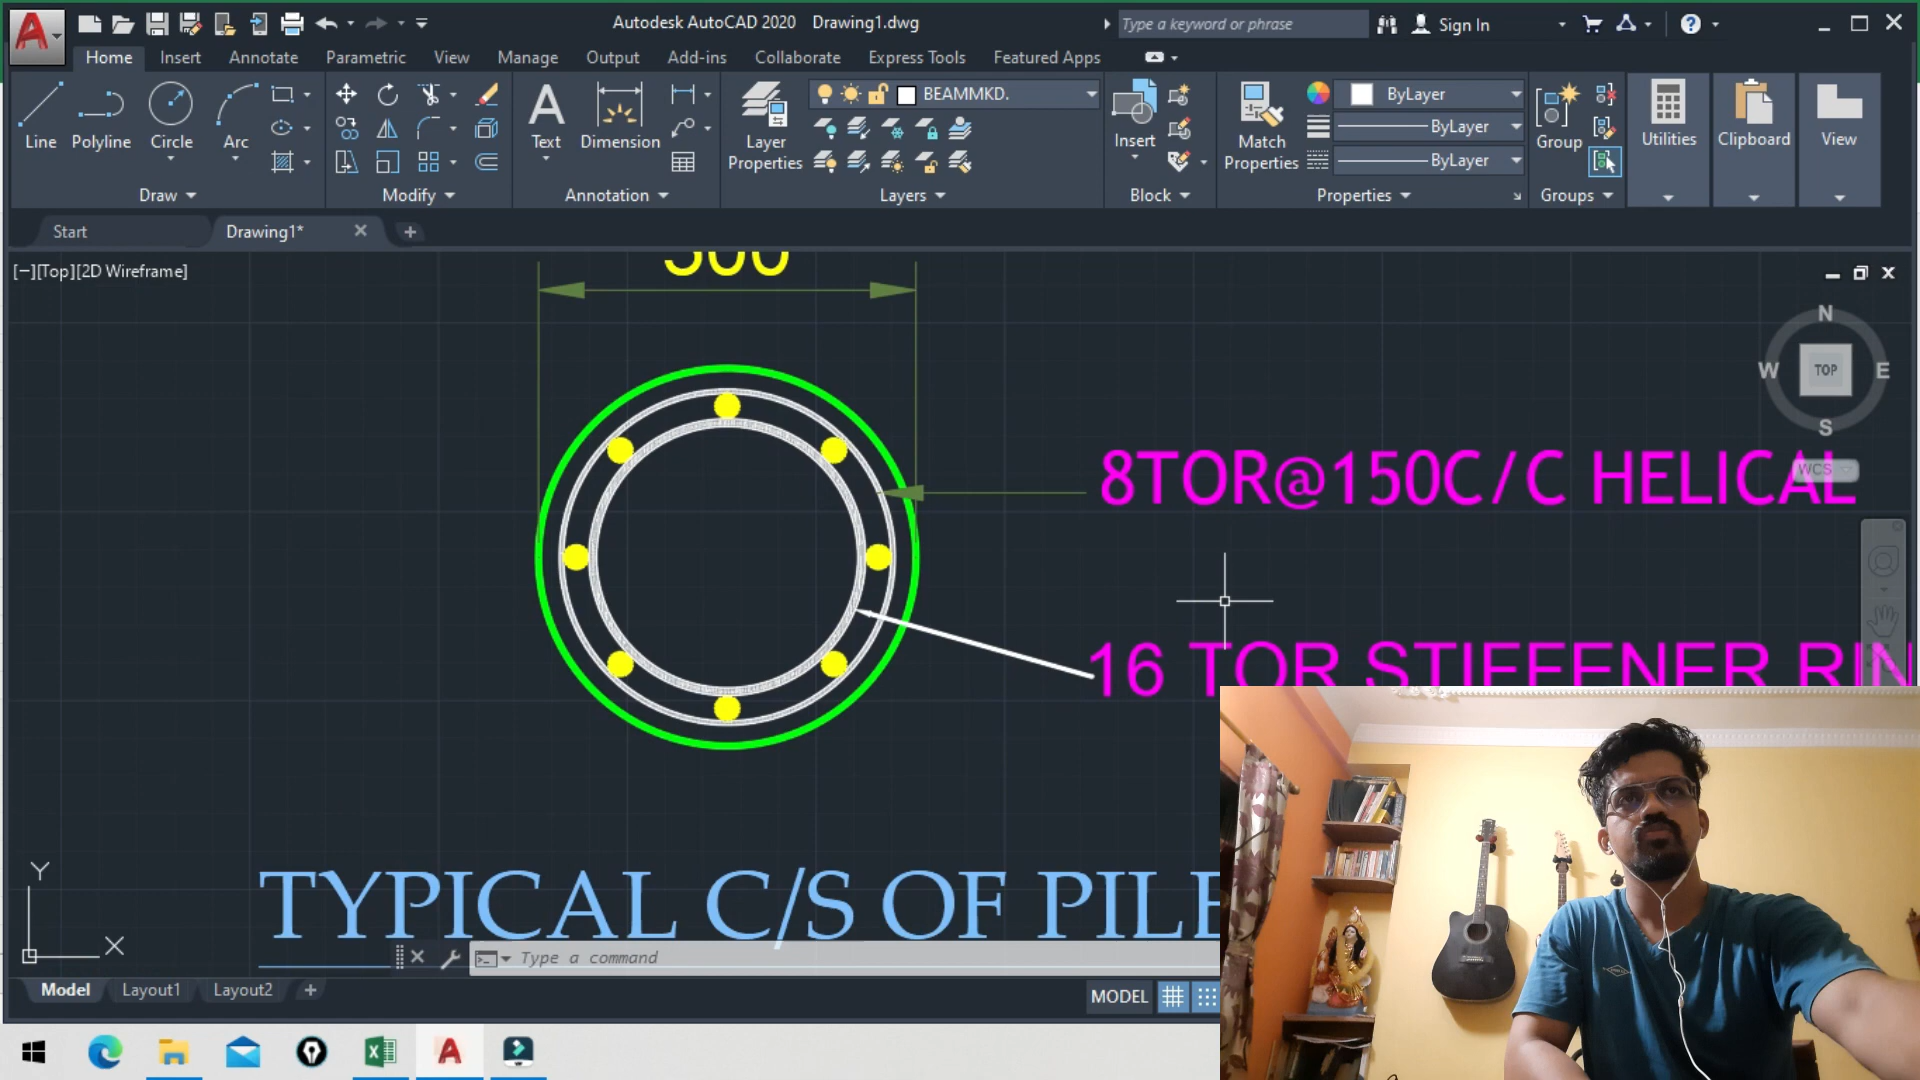 Autodesk AutoCAD 2020 Drawing1.dwg
Type a keyword or phrase
Sign In
Home Insert Annotate Parametric View Manage Output Add-ins Collaborate Express Tools Featured Apps
Line Polyline Circle Arc
Text Dimension
Layer Properties
BEAMMKD.
Insert
Match Properties
ByLayer
ByLayer
ByLayer
Group
Utilities
Clipboard
View
Draw Modify Annotation Layers Block Properties Groups
Start Drawing1*
[−][Top][2D Wireframe]
500
N
W TOP E
S
WCS
8TOR@150C/C HELICAL
16 TOR STIFFENER RIN
TYPICAL C/S OF PILE
Y
X
Type a command
Model Layout1 Layout2
MODEL